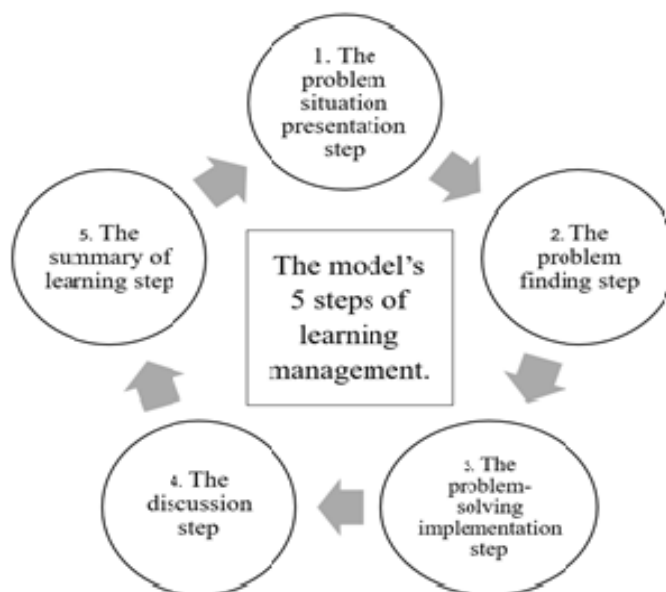 1. The
problem
situation
presentation
step
2. The
problem
finding step
3. The
problem-
solving
implementation
step
4. The
discussion
step
5. The
summary of
learning step
The model's
5 steps of
learning
management.